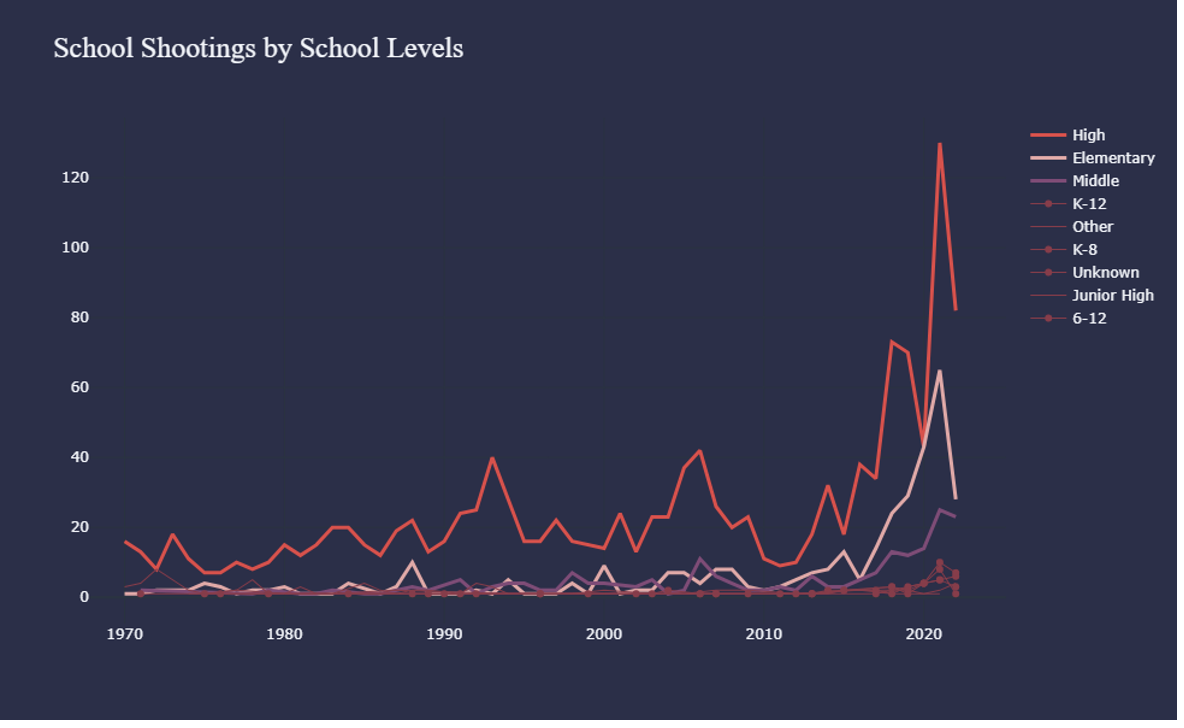 School Shootings by School Levels
High
Elementary
Middle
K-12
Other
K-8
Unknown
Junior High
6-12
120
100
80
60
40
20
0
1970 1980 1990 2000 2010 2020